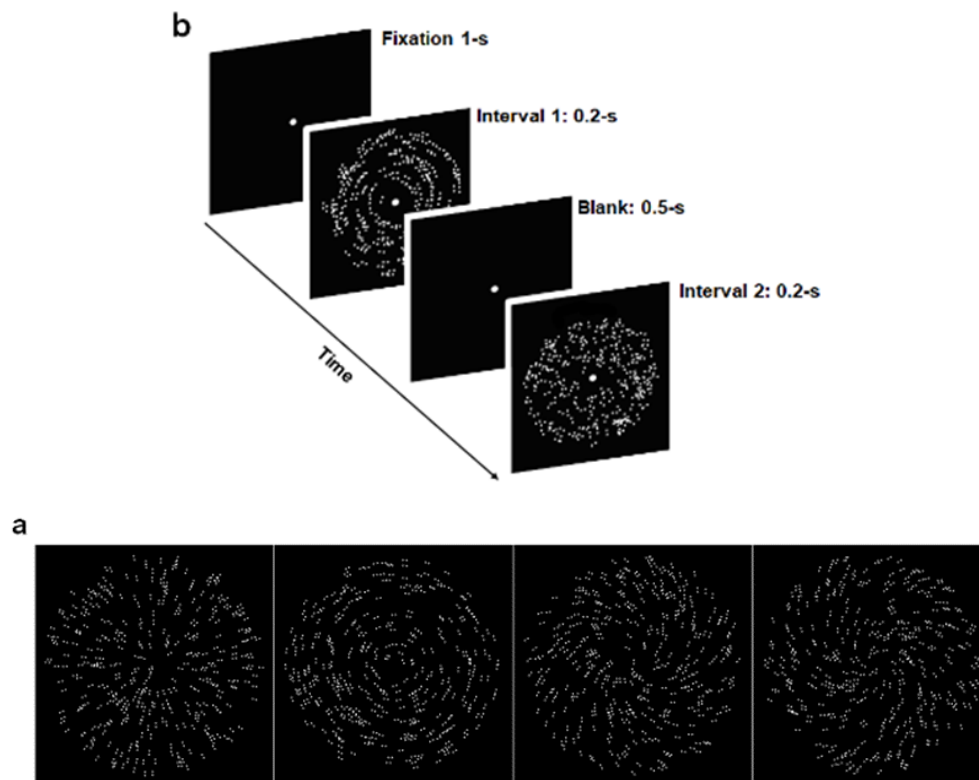 b
Fixation 1-s
Interval 1: 0.2-s
Blank: 0.5-s
Interval 2: 0.2-s
Time
a